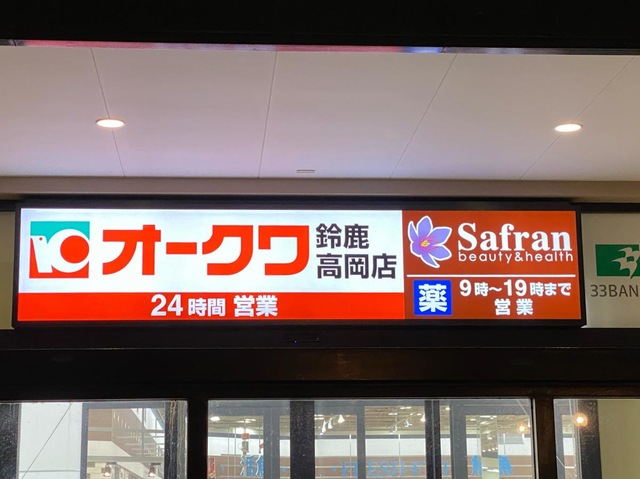 オークワ
鈴鹿
高岡店
24時間 営業
Safran
beauty&health
薬
9時～19時まで
営業
33BAN